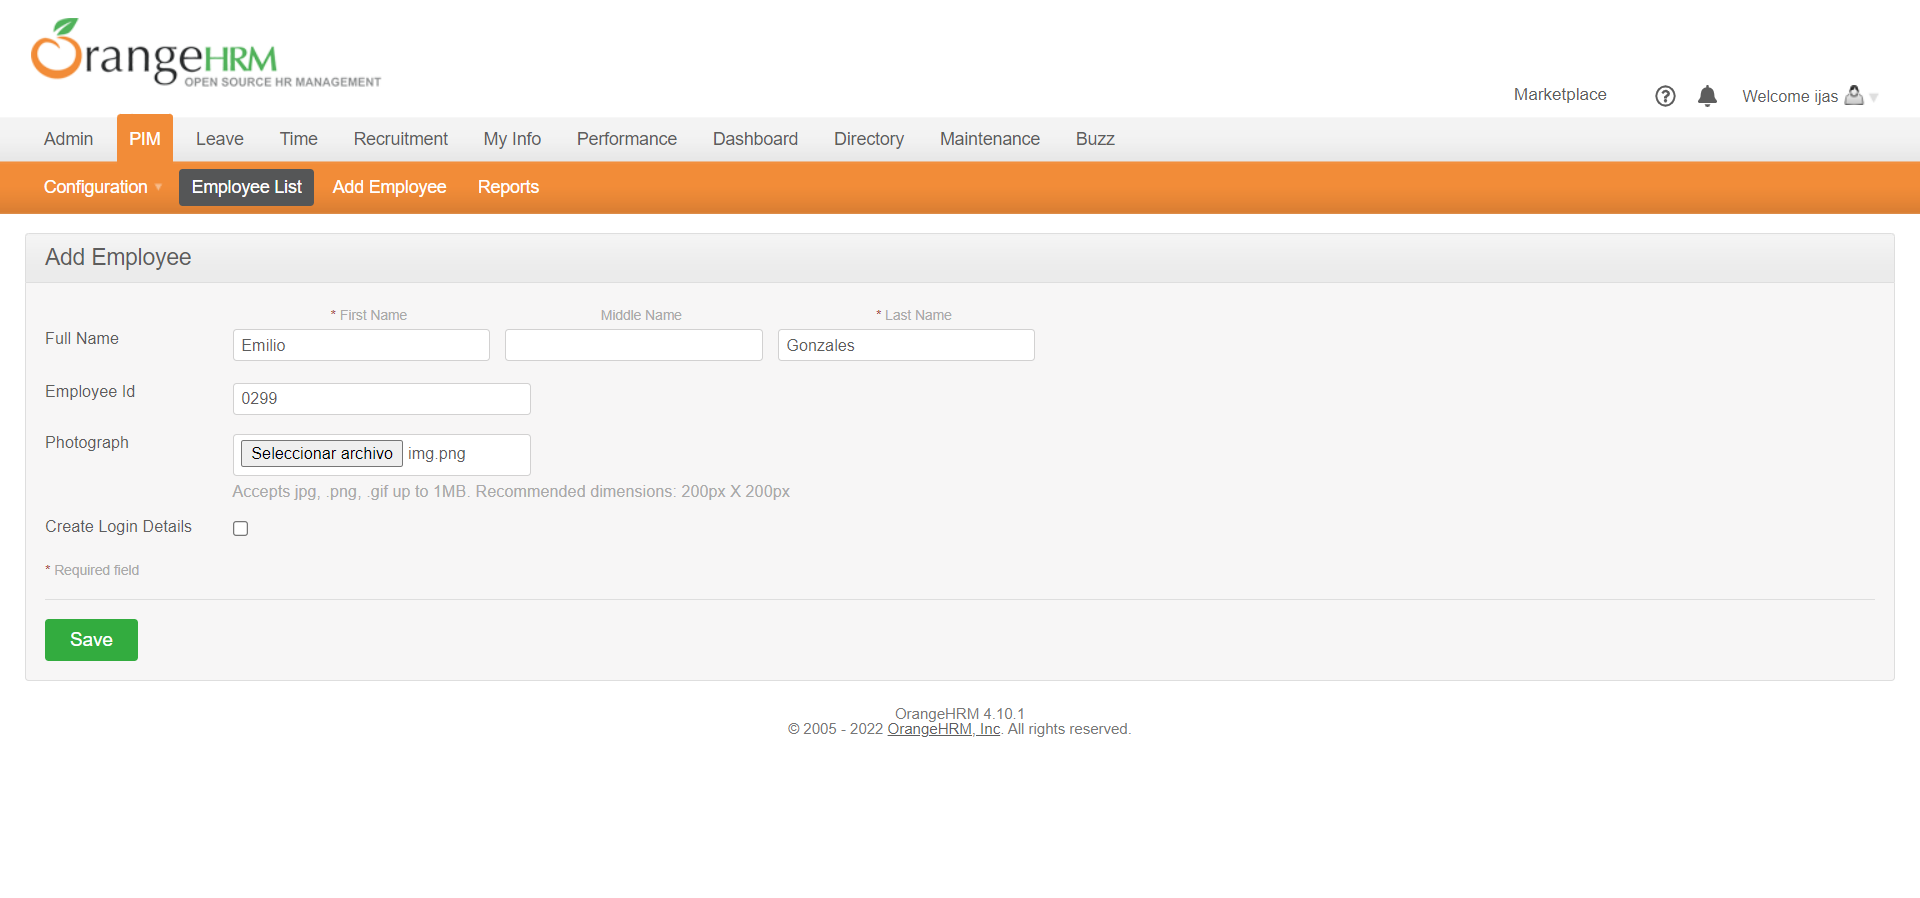 OrangeHRM
OPEN SOURCE HR MANAGEMENT
Marketplace ? Welcome ijas
Admin PIM Leave Time Recruitment My Info Performance Dashboard Directory Maintenance Buzz
Configuration Employee List Add Employee Reports
Add Employee
* First Name Middle Name * Last Name
Full Name Emilio Gonzales
Employee Id 0299
Photograph Seleccionar archivo img.png
Accepts jpg, .png, .gif up to 1MB. Recommended dimensions: 200px X 200px
Create Login Details
* Required field
Save
OrangeHRM 4.10.1
© 2005 - 2022 OrangeHRM, Inc. All rights reserved.